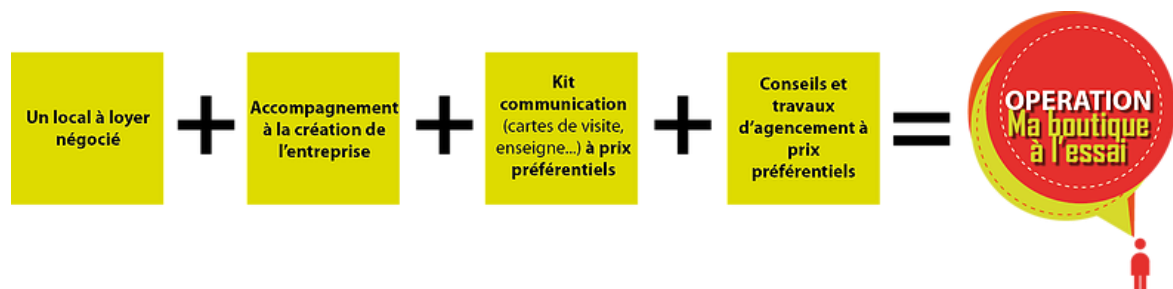 Un local à loyer
négocié
+
Accompagnement
à la création de
l'entreprise
+
Kit
communication
(cartes de visite,
enseigne...) à prix
préférentiels
+
Conseils et
travaux
d'agencement à
prix
préférentiels
=
OPERATION
Ma boutique
à l'essai